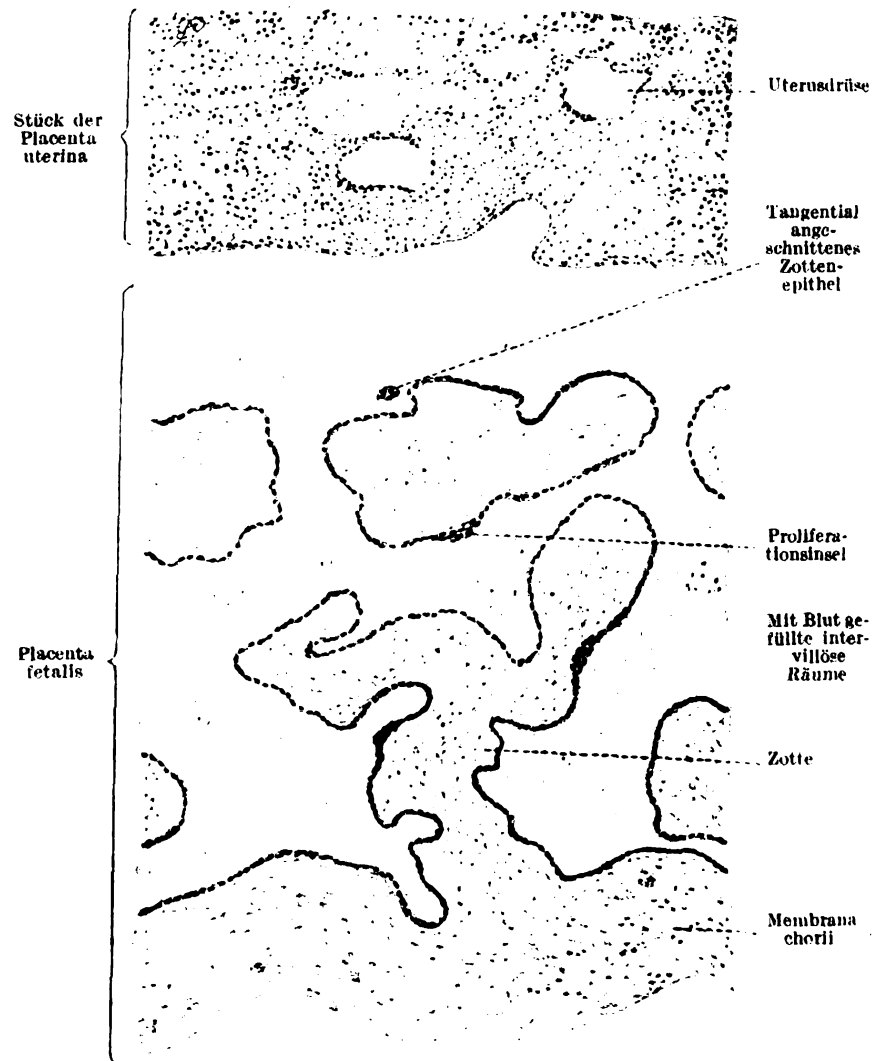 Stück der
Placenta
uterina
Uterusdrüse
Tangential
ange-
schnittenes
Zotten-
epithel
Prolifera-
tionsinsel
Mit Blut ge-
füllte inter-
villöse
Räume
Placenta
fetalis
Zotte
Membrana
chorii